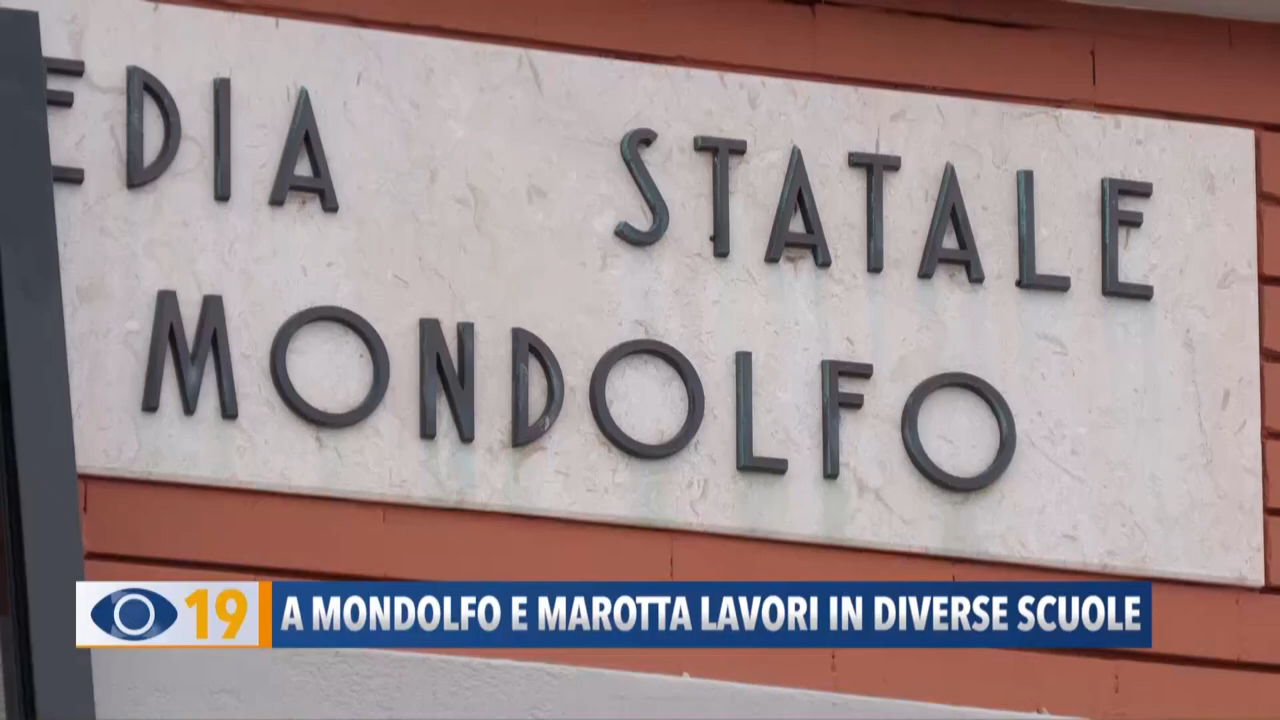 EDIA STATALE
MONDOLFO
19 A MONDOLFO E MAROTTA LAVORI IN DIVERSE SCUOLE